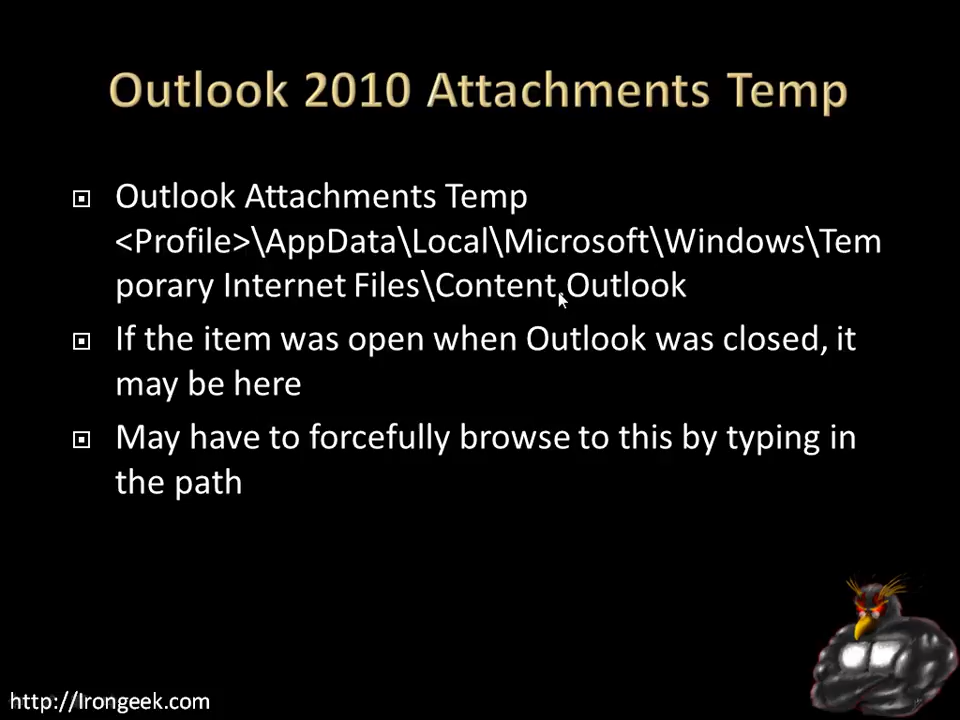 Outlook 2010 Attachments Temp
Outlook Attachments Temp
<Profile>\AppData\Local\Microsoft\Windows\Tem
porary Internet Files\Content.Outlook
If the item was open when Outlook was closed, it
may be here
May have to forcefully browse to this by typing in
the path
http://Irongeek.com